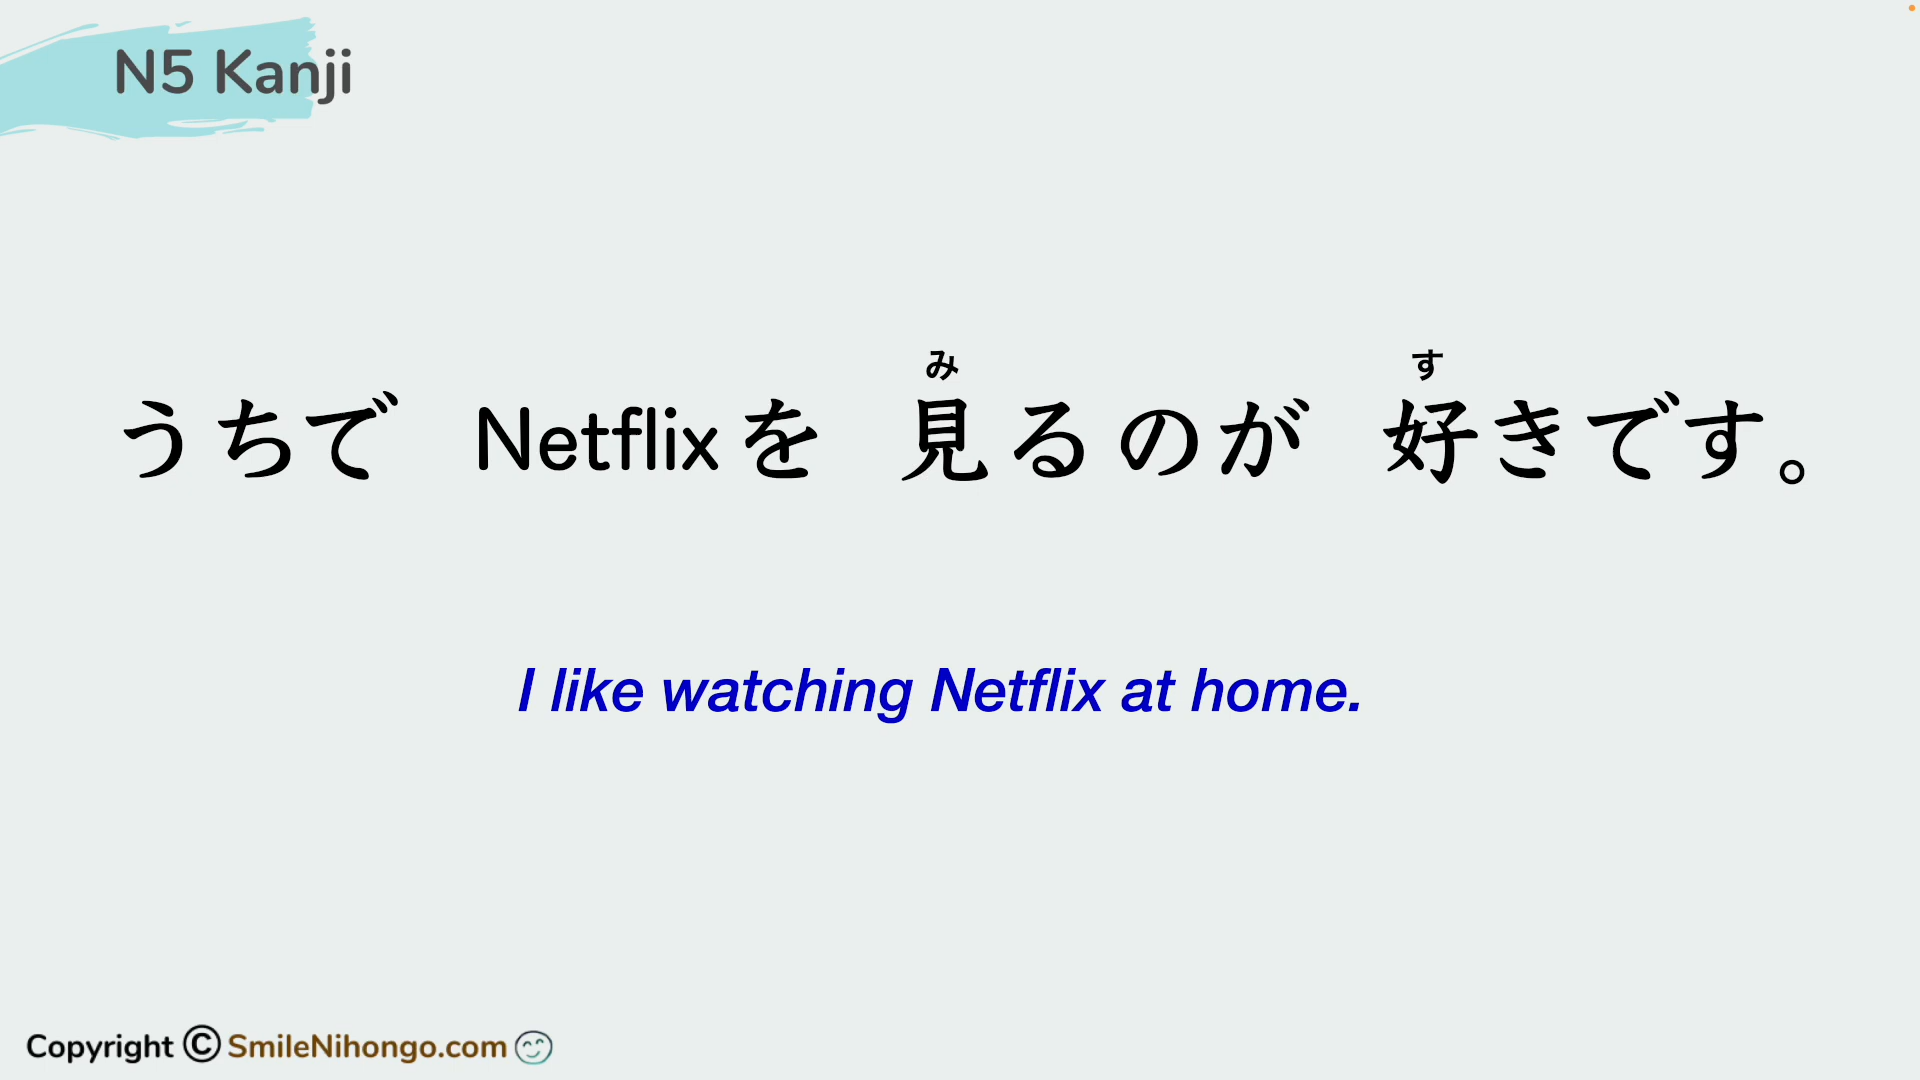 N5 Kanji
み す
うちで Netflixを 見るのが 好きです。
I like watching Netflix at home.
Copyright © SmileNihongo.com